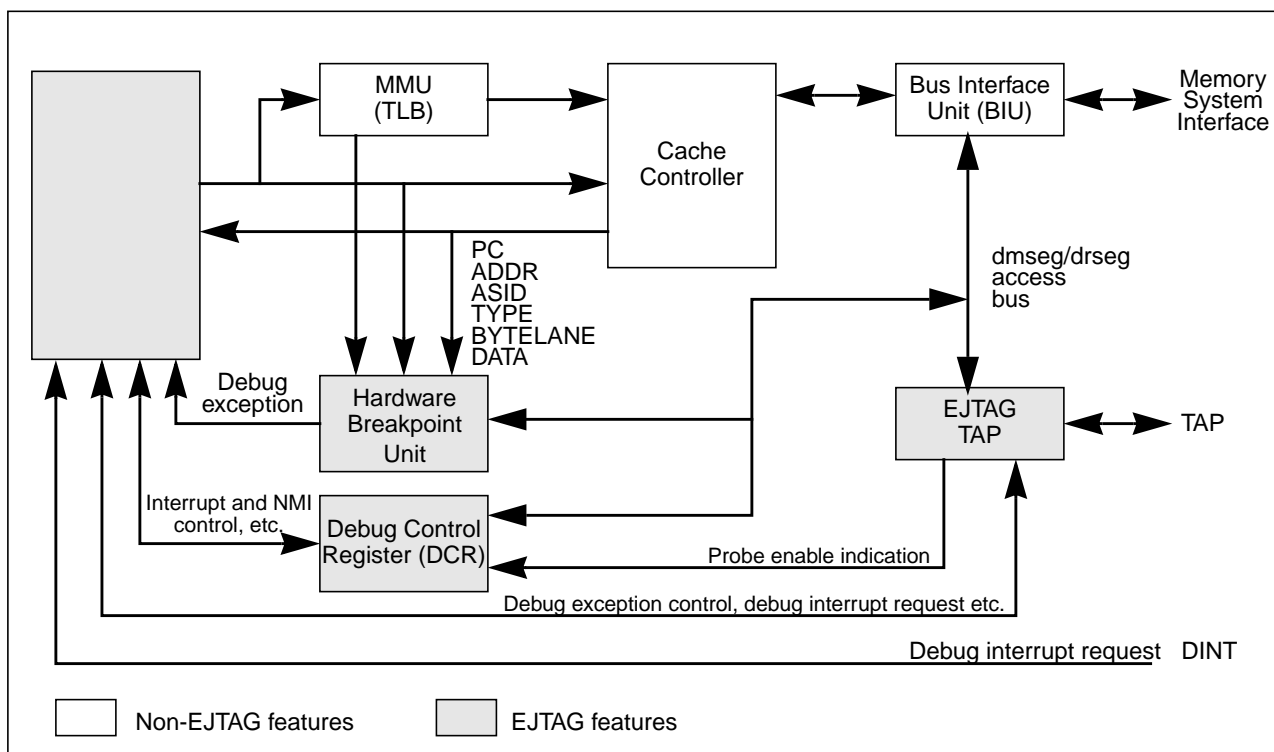 MMU
(TLB)
Bus Interface
Unit (BIU)
Memory
System
Interface
Cache
Controller
PC
ADDR
ASID
TYPE
BYTELANE
DATA
dmseg/drseg
access
bus
Debug
exception
Hardware
Breakpoint
Unit
EJTAG
TAP
TAP
Interrupt and NMI
control, etc.
Debug Control
Register (DCR)
Probe enable indication
Debug exception control, debug interrupt request etc.
Debug interrupt request DINT
Non-EJTAG features
EJTAG features